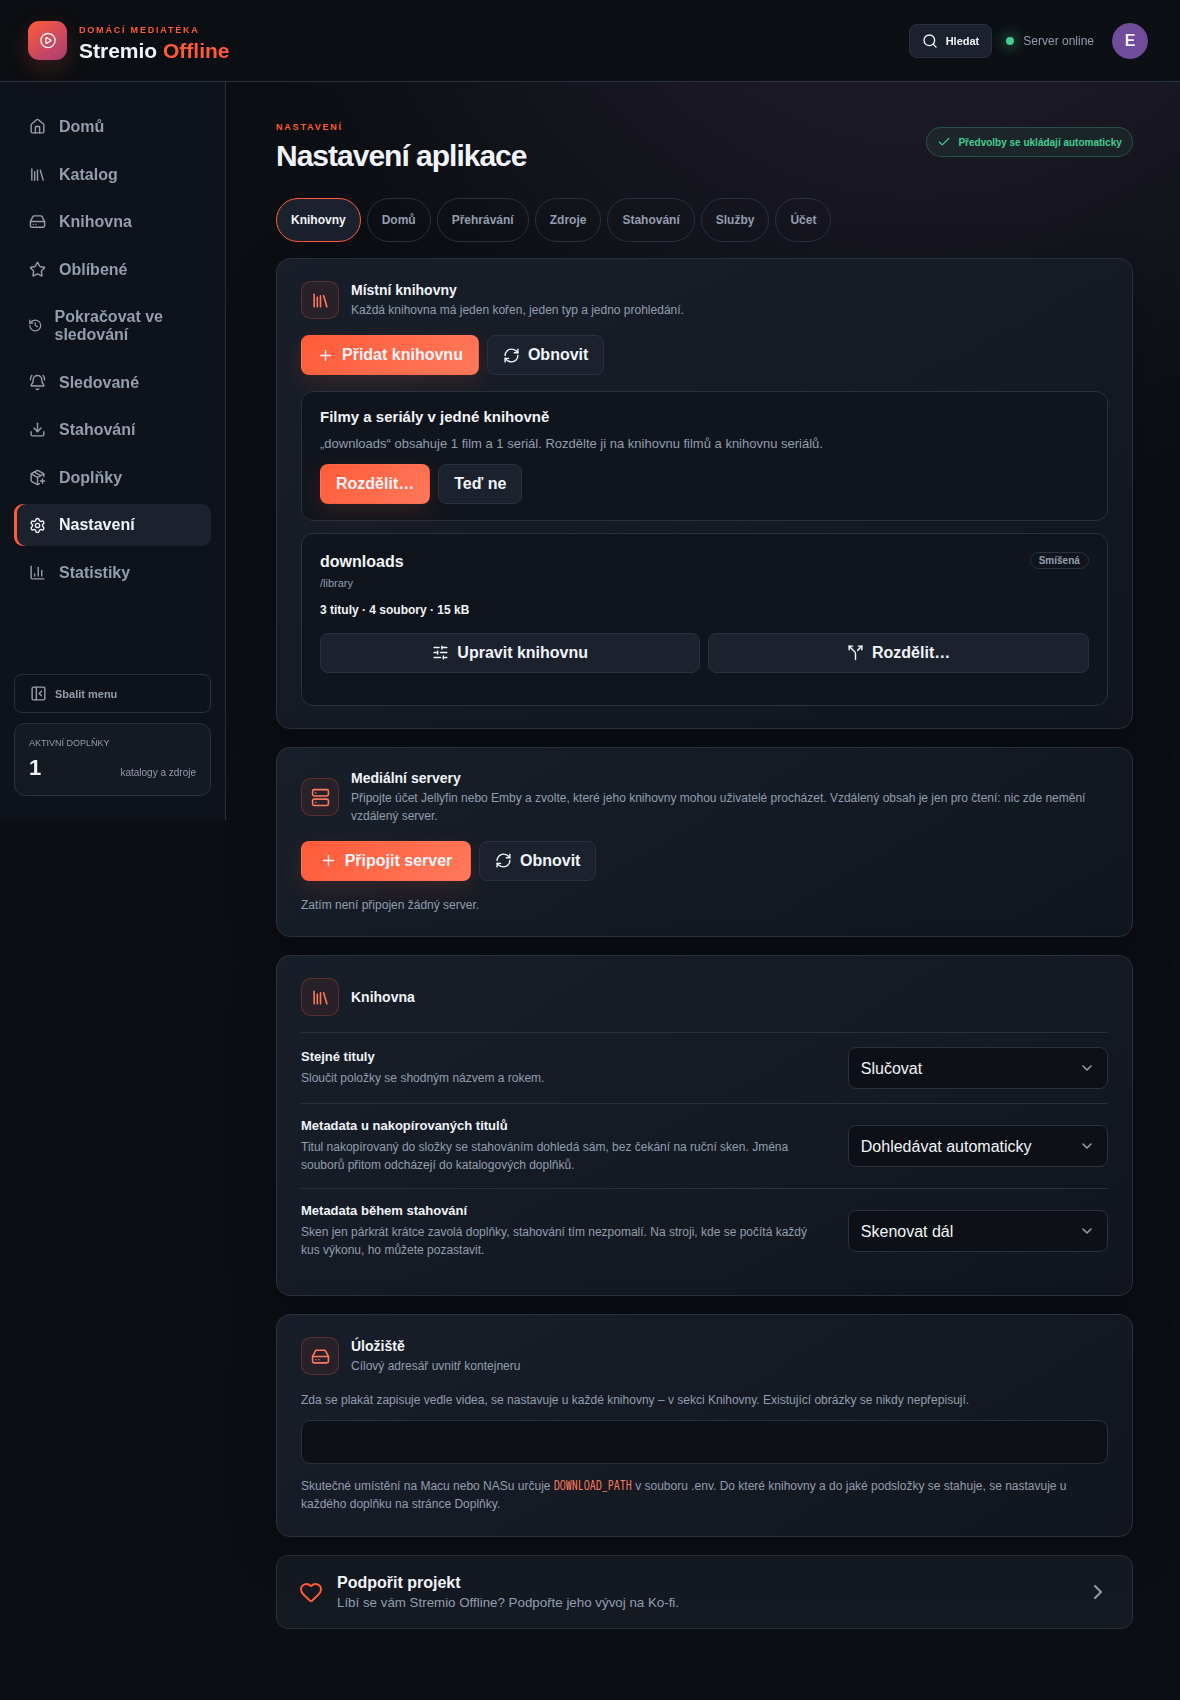 DOMÁCÍ MEDIATÉKA
Stremio Offline
Hledat
Server online
E
Domů
Katalog
Knihovna
Oblíbené
Pokračovat ve
sledování
Sledované
Stahování
Doplňky
Nastavení
Statistiky
Sbalit menu
AKTIVNÍ DOPLŇKY
1
katalogy a zdroje
NASTAVENÍ
Nastavení aplikace
Předvolby se ukládají automaticky
Knihovny
Domů
Přehrávání
Zdroje
Stahování
Služby
Účet
Místní knihovny
Každá knihovna má jeden kořen, jeden typ a jedno prohledání.
Přidat knihovnu
Obnovit
Filmy a seriály v jedné knihovně
„downloads“ obsahuje 1 film a 1 seriál. Rozdělte ji na knihovnu filmů a knihovnu seriálů.
Rozdělit…
Teď ne
downloads
Smíšená
/library
3 tituly · 4 soubory · 15 kB
Upravit knihovnu
Rozdělit…
Mediální servery
Připojte účet Jellyfin nebo Emby a zvolte, které jeho knihovny mohou uživatelé procházet. Vzdálený obsah je jen pro čtení: nic zde nemění
vzdálený server.
Připojit server
Obnovit
Zatím není připojen žádný server.
Knihovna
Stejné tituly
Sloučit položky se shodným názvem a rokem.
Slučovat
Metadata u nakopírovaných titulů
Titul nakopírovaný do složky se stahováním dohledá sám, bez čekání na ruční sken. Jména
souborů přitom odcházejí do katalogových doplňků.
Dohledávat automaticky
Metadata během stahování
Sken jen párkrát krátce zavolá doplňky, stahování tím nezpomalí. Na stroji, kde se počítá každý
kus výkonu, ho můžete pozastavit.
Skenovat dál
Úložiště
Cílový adresář uvnitř kontejneru
Zda se plakát zapisuje vedle videa, se nastavuje u každé knihovny – v sekci Knihovny. Existující obrázky se nikdy nepřepisují.
Skutečné umístění na Macu nebo NASu určuje DOWNLOAD_PATH v souboru .env. Do které knihovny a do jaké podsložky se stahuje, se nastavuje u
každého doplňku na stránce Doplňky.
Podpořit projekt
Líbí se vám Stremio Offline? Podpořte jeho vývoj na Ko-fi.